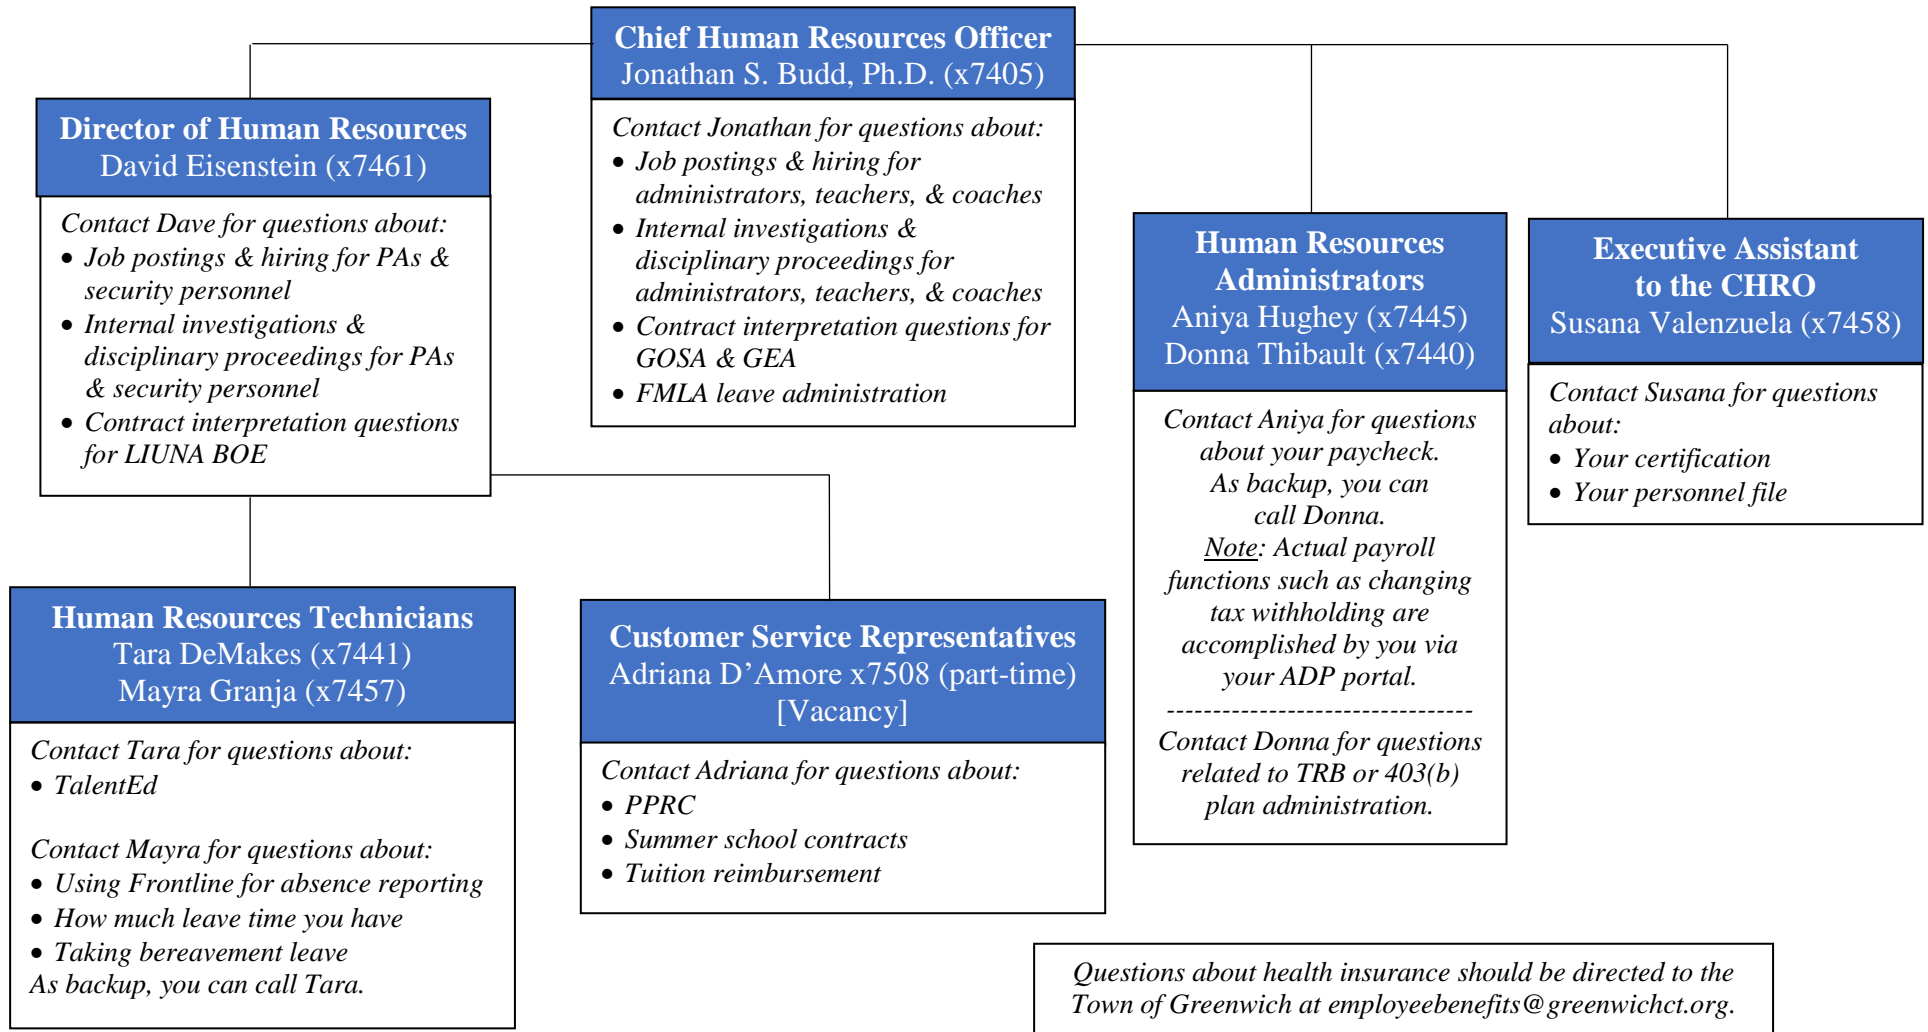 Chief Human Resources Officer
Jonathan S. Budd, Ph.D. (x7405)
Contact Jonathan for questions about:
• Job postings & hiring for
administrators, teachers, & coaches
• Internal investigations &
disciplinary proceedings for
administrators, teachers, & coaches
• Contract interpretation questions for
GOSA & GEA
• FMLA leave administration
Director of Human Resources
David Eisenstein (x7461)
Contact Dave for questions about:
• Job postings & hiring for PAs &
security personnel
• Internal investigations &
disciplinary proceedings for PAs
& security personnel
• Contract interpretation questions
for LIUNA BOE
Human Resources
Administrators
Aniya Hughey (x7445)
Donna Thibault (x7440)
Contact Aniya for questions
about your paycheck.
As backup, you can
call Donna.
Note: Actual payroll
functions such as changing
tax withholding are
accomplished by you via
your ADP portal.
---------------------------------
Contact Donna for questions
related to TRB or 403(b)
plan administration.
Executive Assistant
to the CHRO
Susana Valenzuela (x7458)
Contact Susana for questions
about:
• Your certification
• Your personnel file
Human Resources Technicians
Tara DeMakes (x7441)
Mayra Granja (x7457)
Contact Tara for questions about:
• TalentEd
Contact Mayra for questions about:
• Using Frontline for absence reporting
• How much leave time you have
• Taking bereavement leave
As backup, you can call Tara.
Customer Service Representatives
Adriana D’Amore x7508 (part-time)
[Vacancy]
Contact Adriana for questions about:
• PPRC
• Summer school contracts
• Tuition reimbursement
Questions about health insurance should be directed to the
Town of Greenwich at employeebenefits@greenwichct.org.